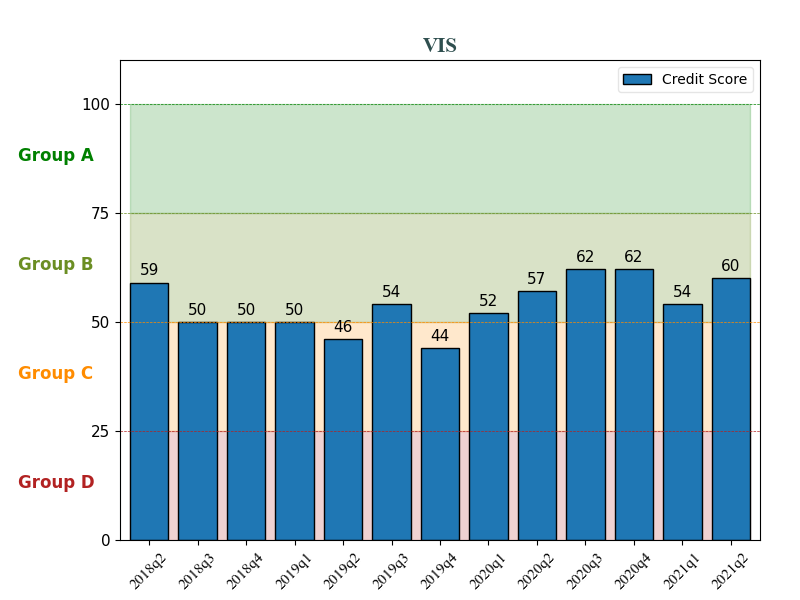 VIS
Credit Score
100
Group A
75
Group B
50
Group C
25
Group D
0
59
50
50
50
46
54
44
52
57
62
62
54
60
2018q2
2018q3
2018q4
2019q1
2019q2
2019q3
2019q4
2020q1
2020q2
2020q3
2020q4
2021q1
2021q2